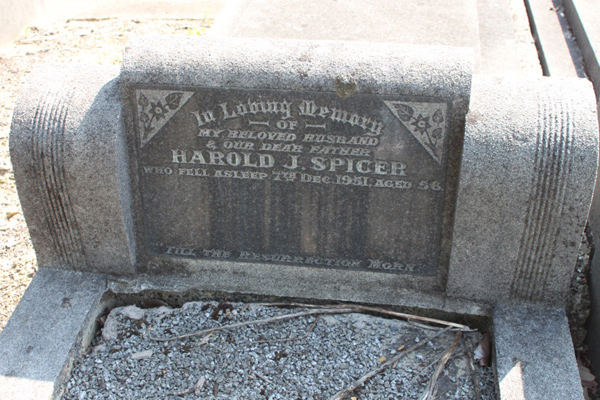 In Loving Memory
— OF —
MY BELOVED HUSBAND
& OUR DEAR FATHER
HAROLD J. SPICER
WHO FELL ASLEEP 7TH DEC. 1951. AGED 56
"TILL THE RESURRECTION MORN"